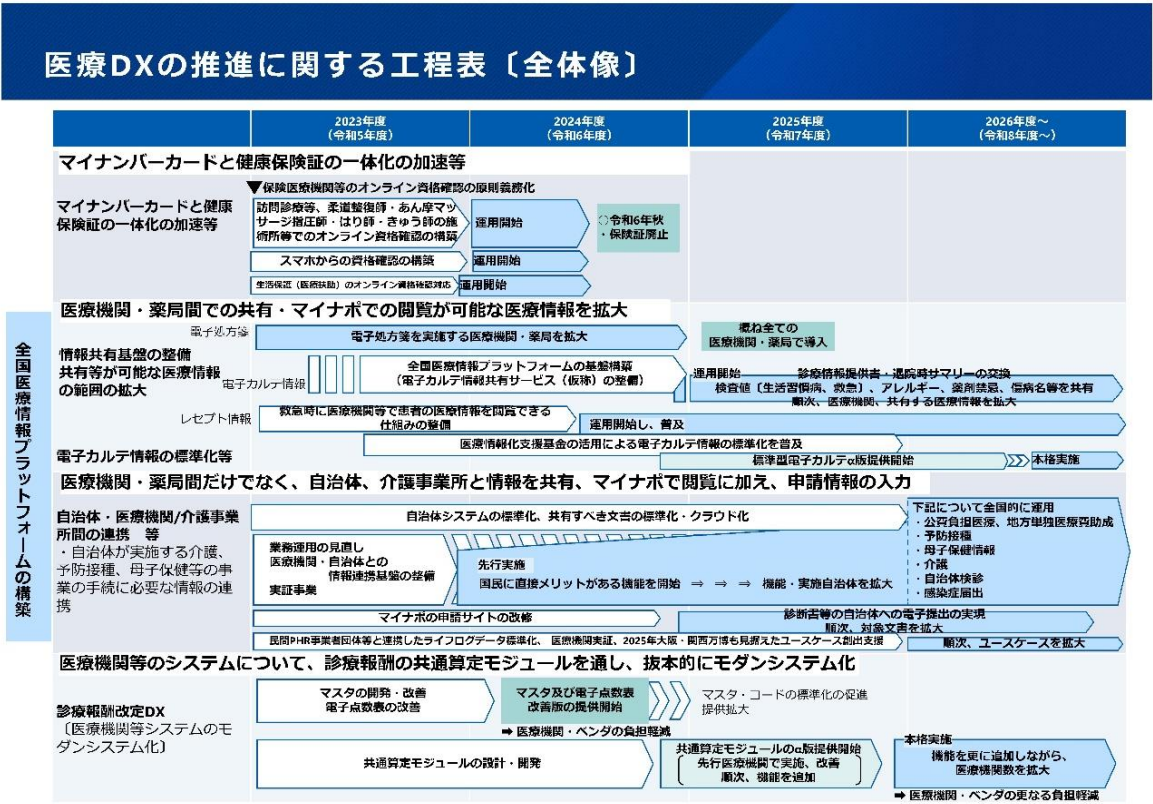 医療DXの推進に関する工程表〔全体像〕
2023年度
（令和5年度）
2024年度
（令和6年度）
2025年度
（令和7年度）
2026年度～
（令和8年度～）
全国医療情報プラットフォームの構築
マイナンバーカードと健康保険証の一体化の加速等
▼保険医療機関等のオンライン資格確認の原則義務化
マイナンバーカードと健康
保険証の一体化の加速等
訪問診療等、柔道整復師・あん摩マッ
サージ指圧師・はり師・きゅう師の施
術所等でのオンライン資格確認の構築
運用開始
○令和6年秋
・保険証廃止
スマホからの資格確認の構築
運用開始
生活保護（医療扶助）のオンライン資格確認対応
運用開始
医療機関・薬局間での共有・マイナポでの閲覧が可能な医療情報を拡大
電子処方箋
電子処方箋を実施する医療機関・薬局を拡大
概ね全ての
医療機関・薬局で導入
情報共有基盤の整備
共有等が可能な医療情報
の範囲の拡大
電子カルテ情報
全国医療情報プラットフォームの基盤構築
（電子カルテ情報共有サービス（仮称）の整備）
運用開始
診療情報提供書・退院時サマリーの交換
検査値〔生活習慣病、救急〕、アレルギー、薬剤禁忌、傷病名等を共有
順次、医療機関、共有する医療情報を拡大
レセプト情報
救急時に医療機関等で患者の医療情報を閲覧できる
仕組みの整備
運用開始し、普及
電子カルテ情報の標準化等
医療情報化支援基金の活用による電子カルテ情報の標準化を普及
標準型電子カルテα版提供開始
本格実施
医療機関・薬局間だけでなく、自治体、介護事業所と情報を共有、マイナポで閲覧に加え、申請情報の入力
自治体・医療機関/介護事業
所間の連携　等
・自治体が実施する介護、
予防接種、母子保健等の事
業の手続に必要な情報の連
携
自治体システムの標準化、共有すべき文書の標準化・クラウド化
業務運用の見直し
医療機関・自治体との
情報連携基盤の整備
実証事業
先行実施
国民に直接メリットがある機能を開始　⇒　⇒　⇒　機能・実施自治体を拡大
下記について全国的に運用
・公費負担医療、地方単独医療費助成
・予防接種
・母子保健情報
・介護
・自治体検診
・感染症届出
マイナポの申請サイトの改修
診断書等の自治体への電子提出の実現
順次、対象文書を拡大
民間PHR事業者団体等と連携したライフログデータ標準化、医療機関実証、2025年大阪・関西万博も見据えたユースケース創出支援
順次、ユースケースを拡大
医療機関等のシステムについて、診療報酬の共通算定モジュールを通し、抜本的にモダンシステム化
診療報酬改定DX
〔医療機関等システムのモ
ダンシステム化〕
マスタの開発・改善
電子点数表の改善
マスタ及び電子点数表
改善版の提供開始
マスタ・コードの標準化の促進
提供拡大
➡ 医療機関・ベンダの負担軽減
共通算定モジュールの設計・開発
共通算定モジュールのα版提供開始
先行医療機関で実施、改善
順次、機能を追加
本格実施
機能を更に追加しながら、
医療機関数を拡大
➡ 医療機関・ベンダの更なる負担軽減